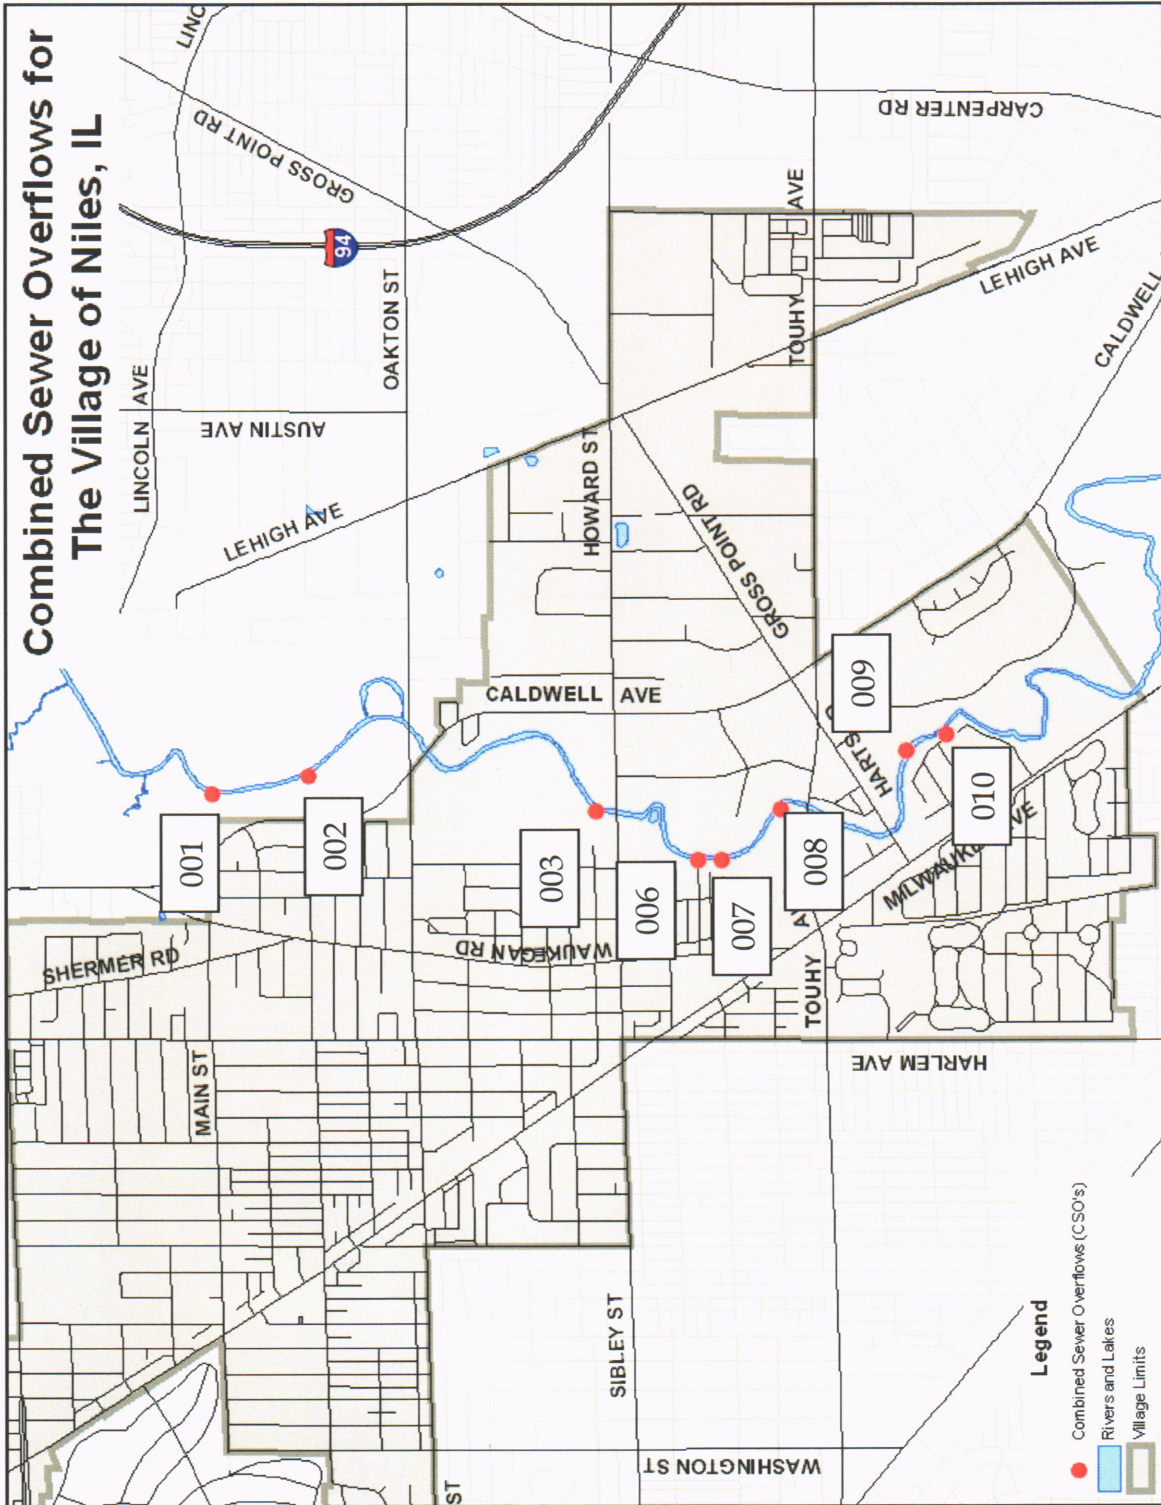 Combined Sewer Overflows for
The Village of Niles, IL
LINC
GROSS POINT RD
LINCOLN AVE
AUSTIN AVE
OAKTON ST
94
LEHIGH AVE
CARPENTER RD
TOUHY AVE
LEHIGH AVE
CALDWELL
HOWARD ST
GROSS POINT RD
CALDWELL AVE
HARTS
001
002
003
006
007
008
009
010
MILWAUKE AVE
SHERMER RD
WAUKEGAN RD
MAIN ST
TOUHY A
HARLEM AVE
SIBLEY ST
WASHINGTON ST
ST
Legend
Combined Sewer Overflows (CSO's)
Rivers and Lakes
Village Limits